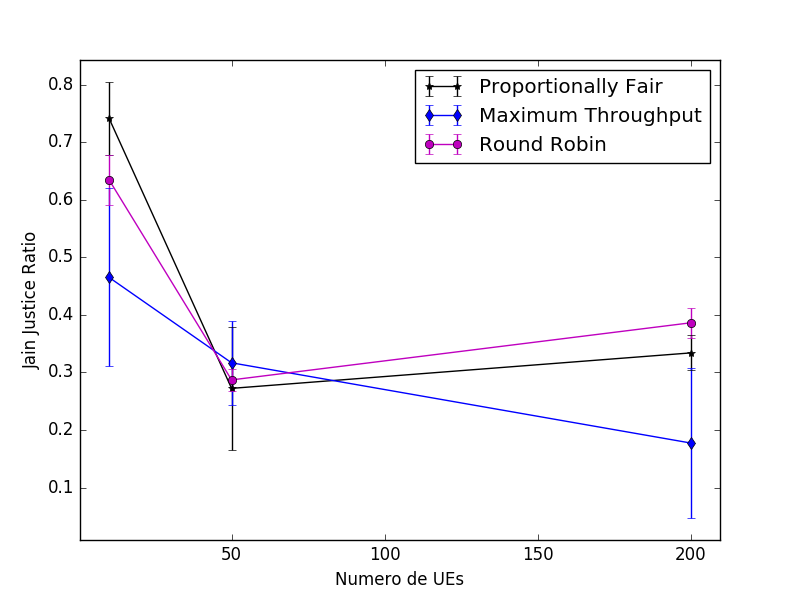 0.8
0.7
0.6
0.5
0.4
0.3
0.2
0.1
Jain Justice Ratio
Proportionally Fair
Maximum Throughput
Round Robin
50 100 150 200
Numero de UEs